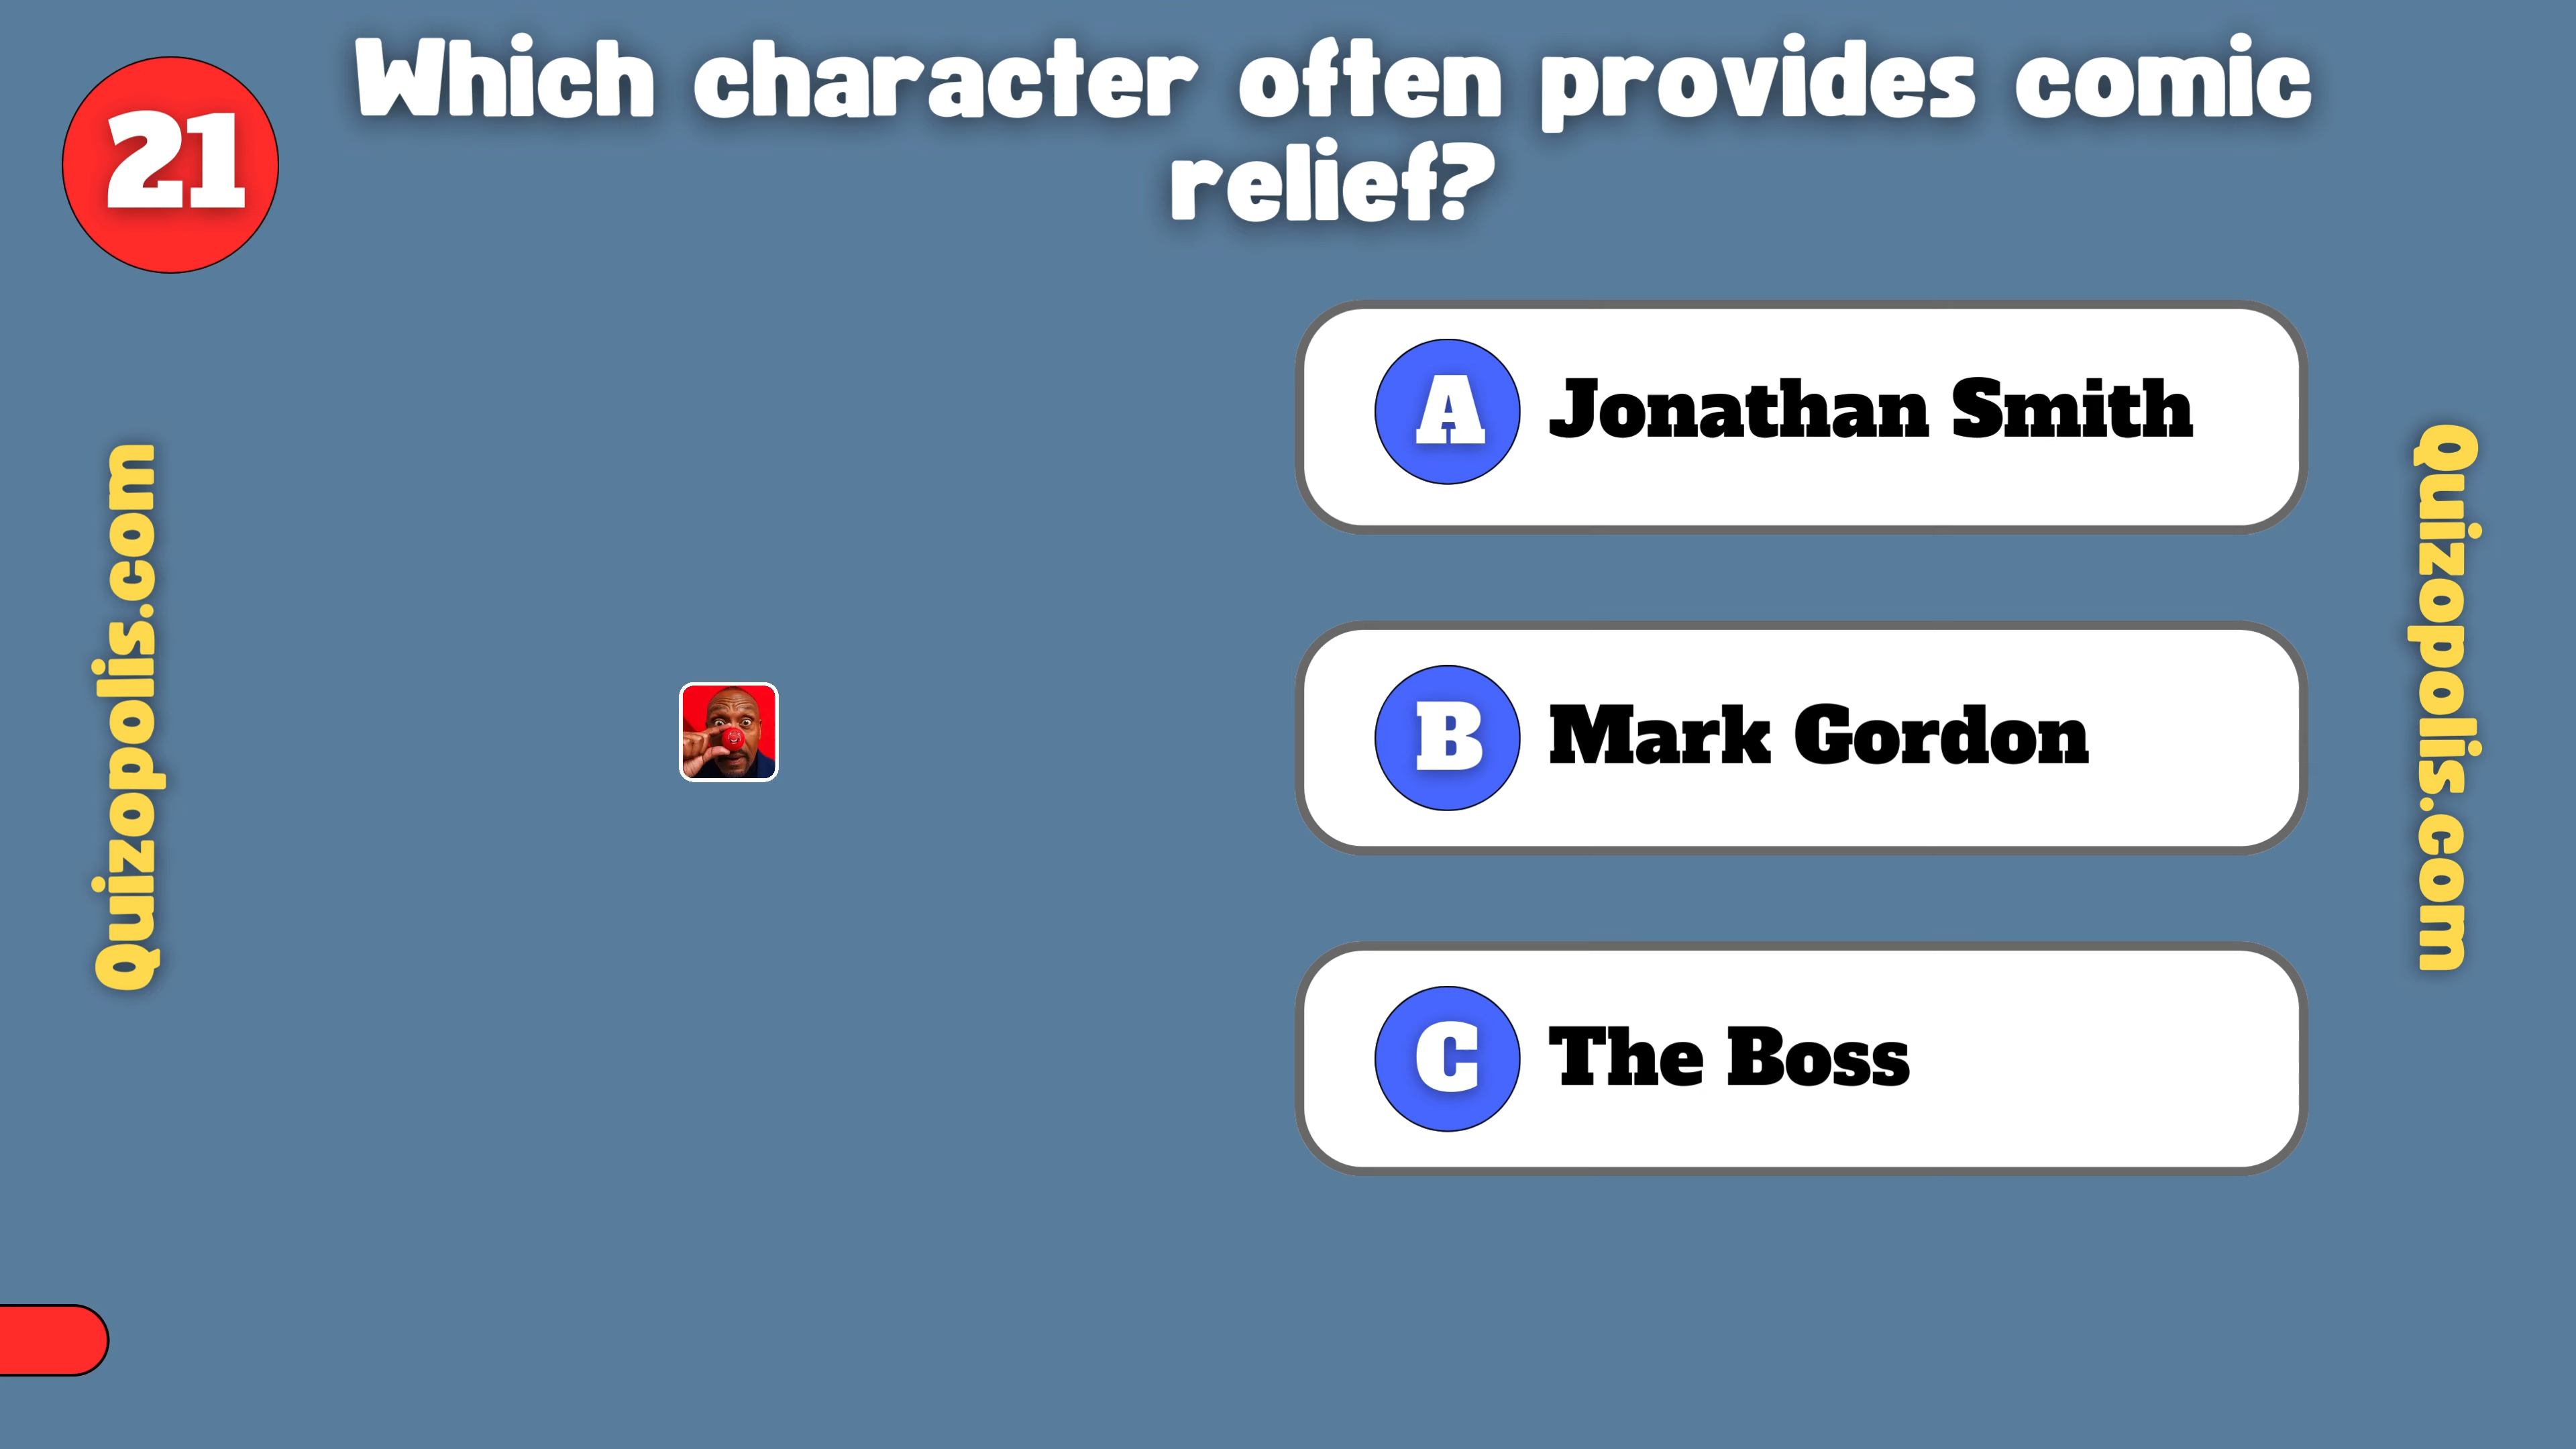 21
Which character often provides comic
relief?
A Jonathan Smith
B Mark Gordon
C The Boss
Quizopolis.com
Quizopolis.com